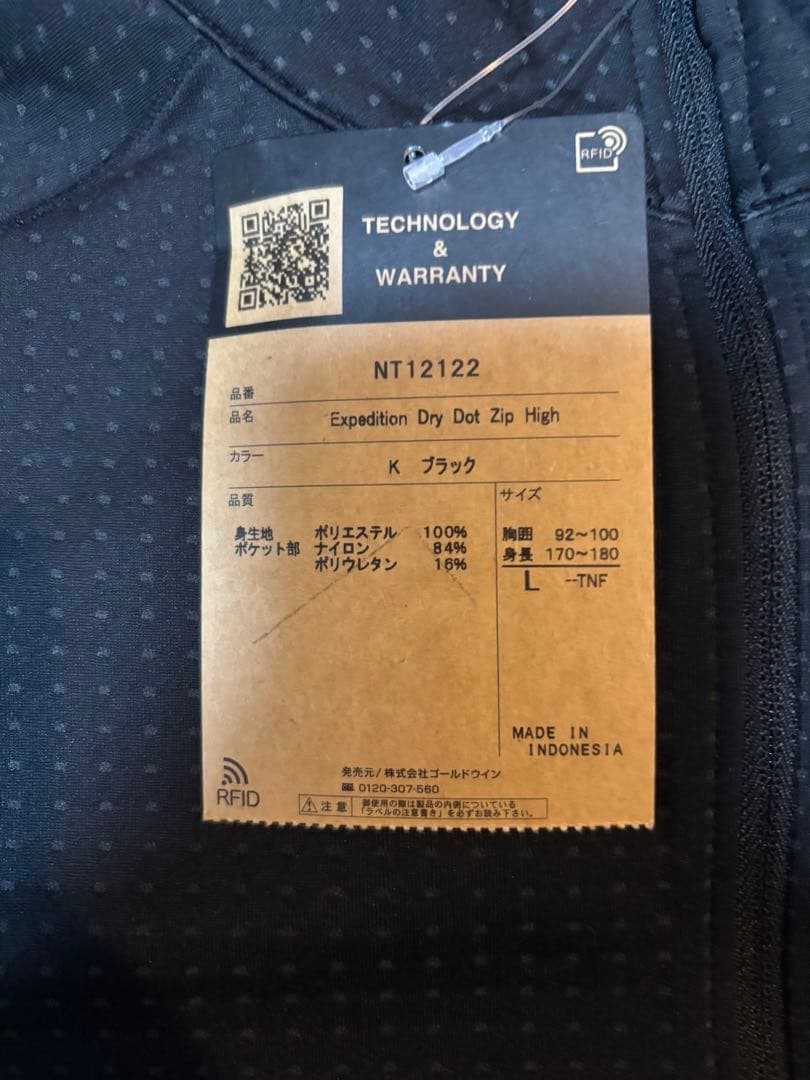 RFID
TECHNOLOGY
&
WARRANTY
品番 NT12122
品名 Expedition Dry Dot Zip High
カラー K ブラック
品質
身生地 ポリエステル 100%
ポケット部 ナイロン 84%
ポリウレタン 16%
サイズ
胸囲 92〜100
身長 170〜180
L --TNF
MADE IN
INDONESIA
RFID
発売元/株式会社ゴールドウイン
0120-307-560
注意 御使用の際は製品の内側についている
「ラベルの注意書き」を必ずお読み下さい。